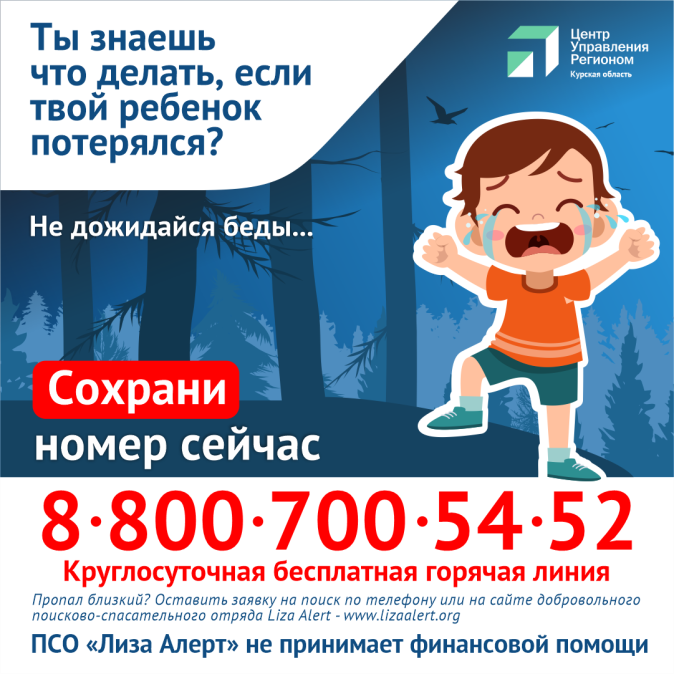 Ты знаешь
что делать, если
твой ребенок
потерялся?
Центр
Управления
Регионом
Курская область
Не дожидайся беды...
Сохрани
номер сейчас
8·800·700·54·52
Круглосуточная бесплатная горячая линия
Пропал близкий? Оставить заявку на поиск по телефону или на сайте добровольного
поисково-спасательного отряда Liza Alert - www.lizaalert.org
ПСО «Лиза Алерт» не принимает финансовой помощи